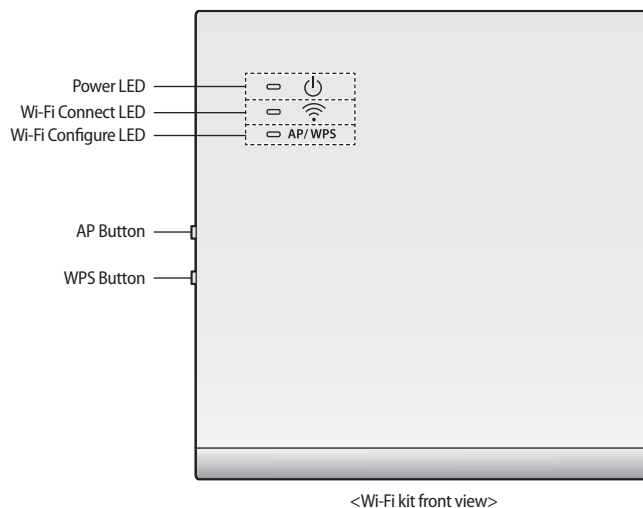 Power LED
Wi-Fi Connect LED
Wi-Fi Configure LED
AP/ WPS
AP Button
WPS Button
<Wi-Fi kit front view>